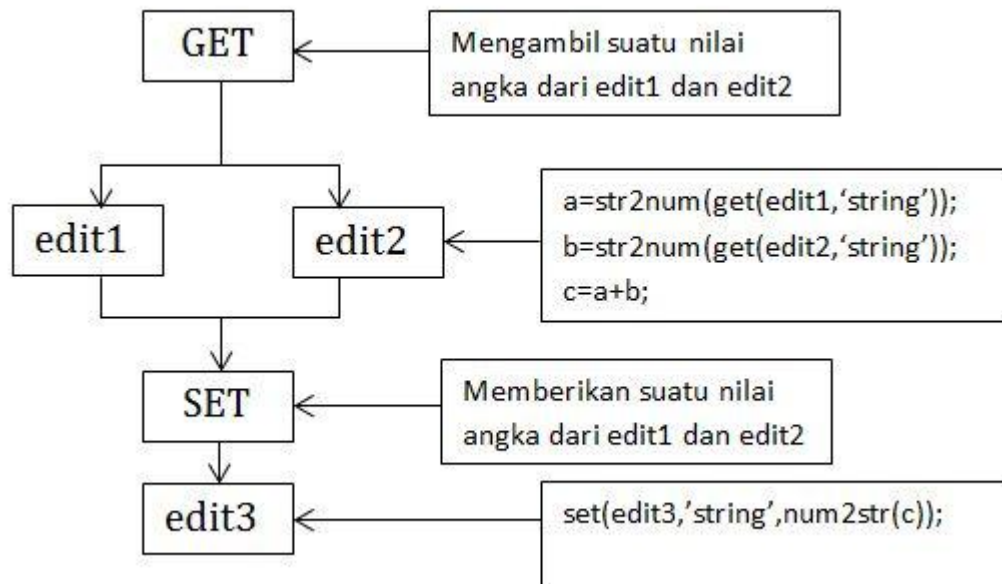 GET
Mengambil suatu nilai
angka dari edit1 dan edit2
edit1
edit2
a=str2num(get(edit1,‘string’));
b=str2num(get(edit2,‘string’));
c=a+b;
SET
Memberikan suatu nilai
angka dari edit1 dan edit2
edit3
set(edit3,’string’,num2str(c));